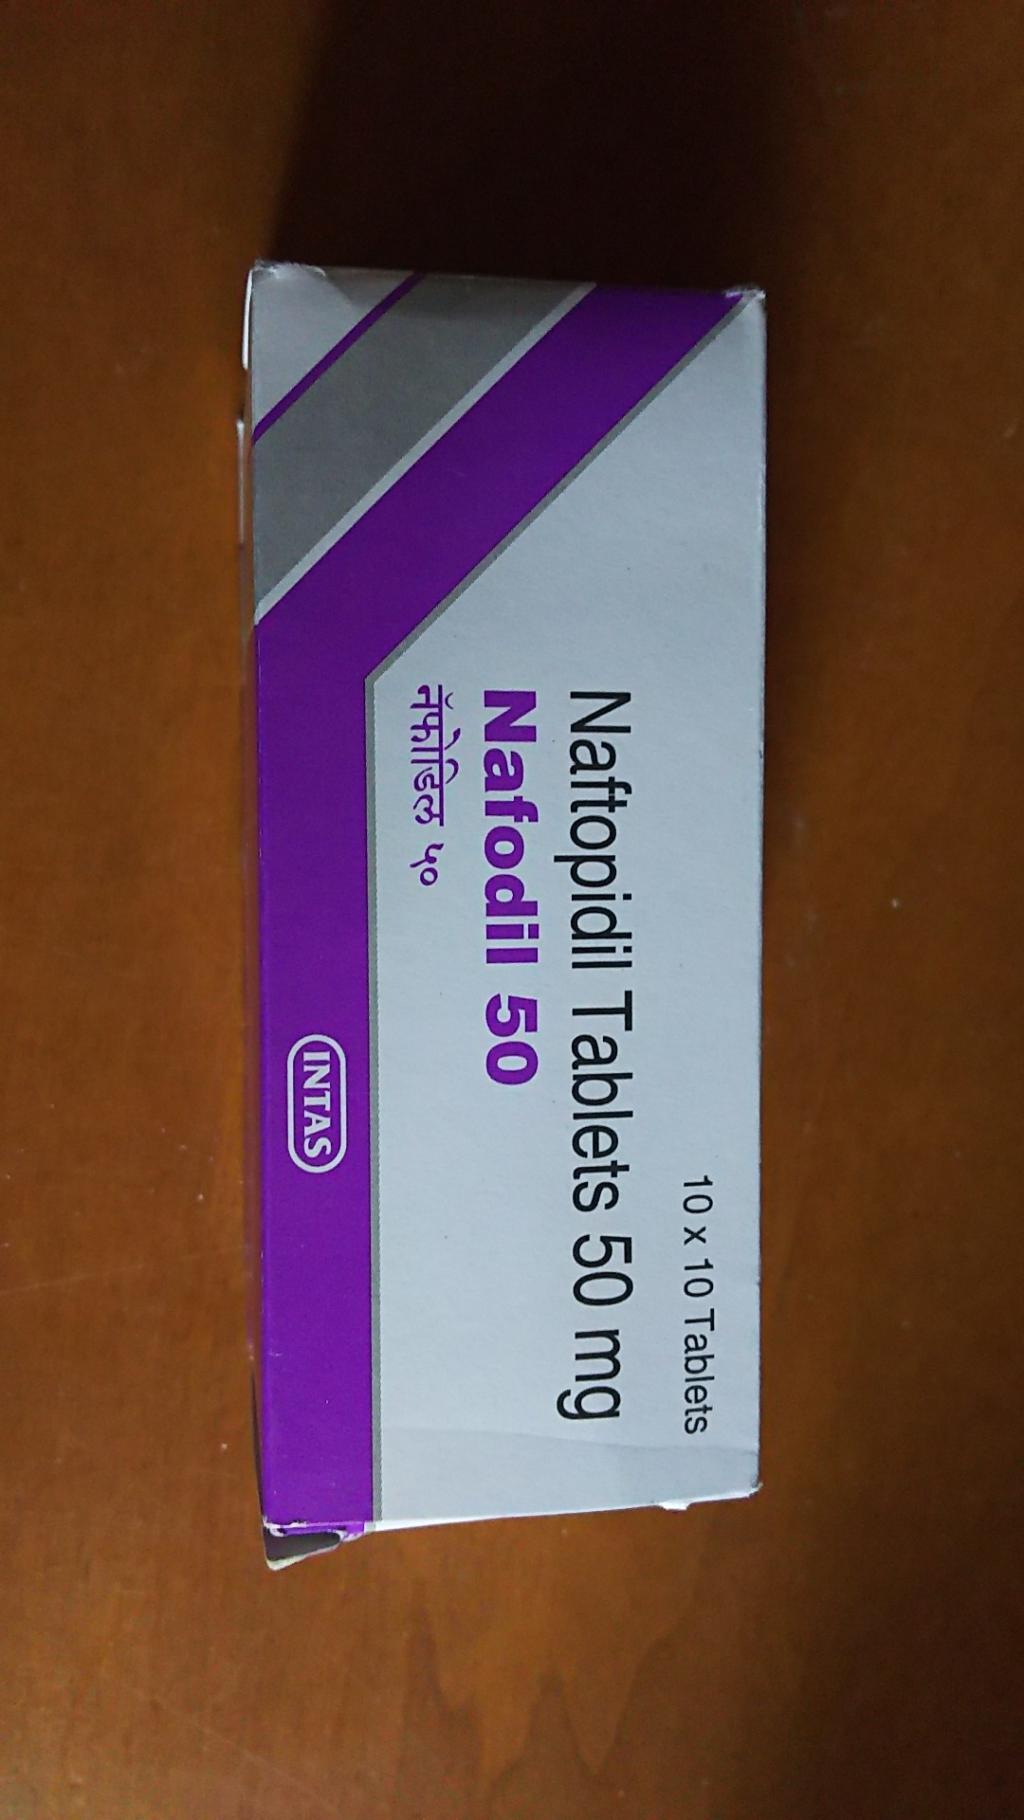 10 x 10 Tablets
Naftopidil Tablets 50 mg
Nafodil 50
नॅफोडिल ५०
INTAS